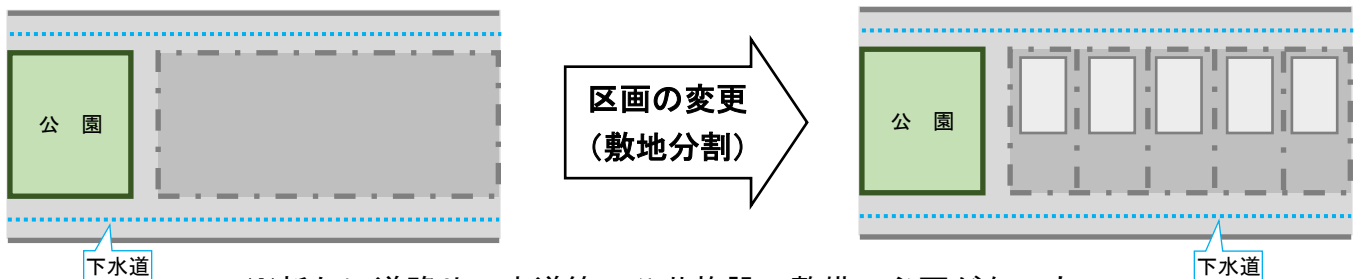 公　園
下水道
区画の変更
（敷地分割）
公　園
下水道